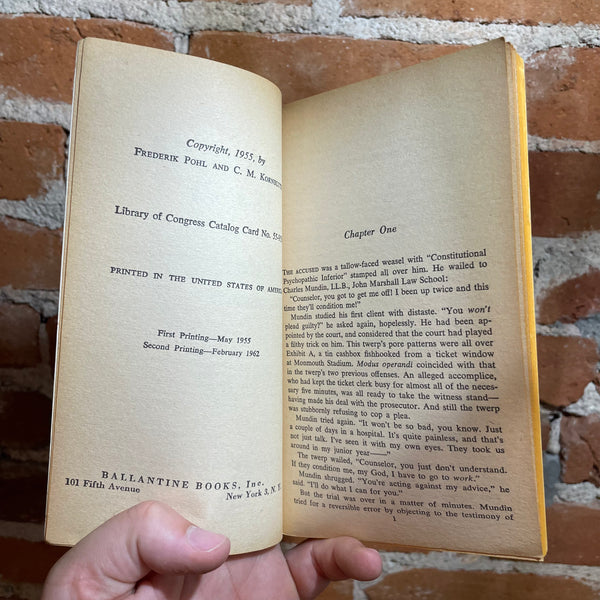 Copyright, 1955, by
FREDERIK POHL AND C. M.
Library of Congress Catalog Card No.
PRINTED IN THE UNITED STATES OF
First Printing—May 1955
Second Printing—February 1962
BALLANTINE BOOKS, Inc.
101 Fifth Avenue New York 3, N.
Chapter One
THE ACCUSED was a tallow-faced weasel with "Constitutional
Psychopathic Inferior" stamped all over him. He wailed to
Charles Mundin, LL.B., John Marshall Law School:
"Counselor, you got to get me off! I been up twice and this
time they'll condition me!"
Mundin studied his first client with distaste. "You won't
plead guilty?" he asked again, hopelessly. He had been ap-
pointed by the court, and considered that the court had played
a filthy trick on him. This twerp's pore patterns were all over
Exhibit A, a tin cashbox fishhooked from a ticket window
at Monmouth Stadium. Modus operandi coincided with that
in the twerp's two previous offenses. An alleged accomplice,
who had kept the ticket clerk busy for almost all of the neces-
sary five minutes, was all ready to take the witness stand—
having made his deal with the prosecutor. And still the twerp
was stubbornly refusing to cop a plea.
Mundin tried again. "It won't be so bad, you know. Just
a couple of days in a hospital. It's quite painless, and that's
not just talk. I've seen it with my own eyes. They took us
around in my junior year——"
The twerp wailed, "Counselor, you just don't understand.
If they condition me, my God, I have to go to work."
Mundin shrugged. "You're acting against my advice," he
said. "I'll do what I can for you."
But the trial was over in a matter of minutes. Mundin
tried for a reversible error by objecting to the testimony of
1